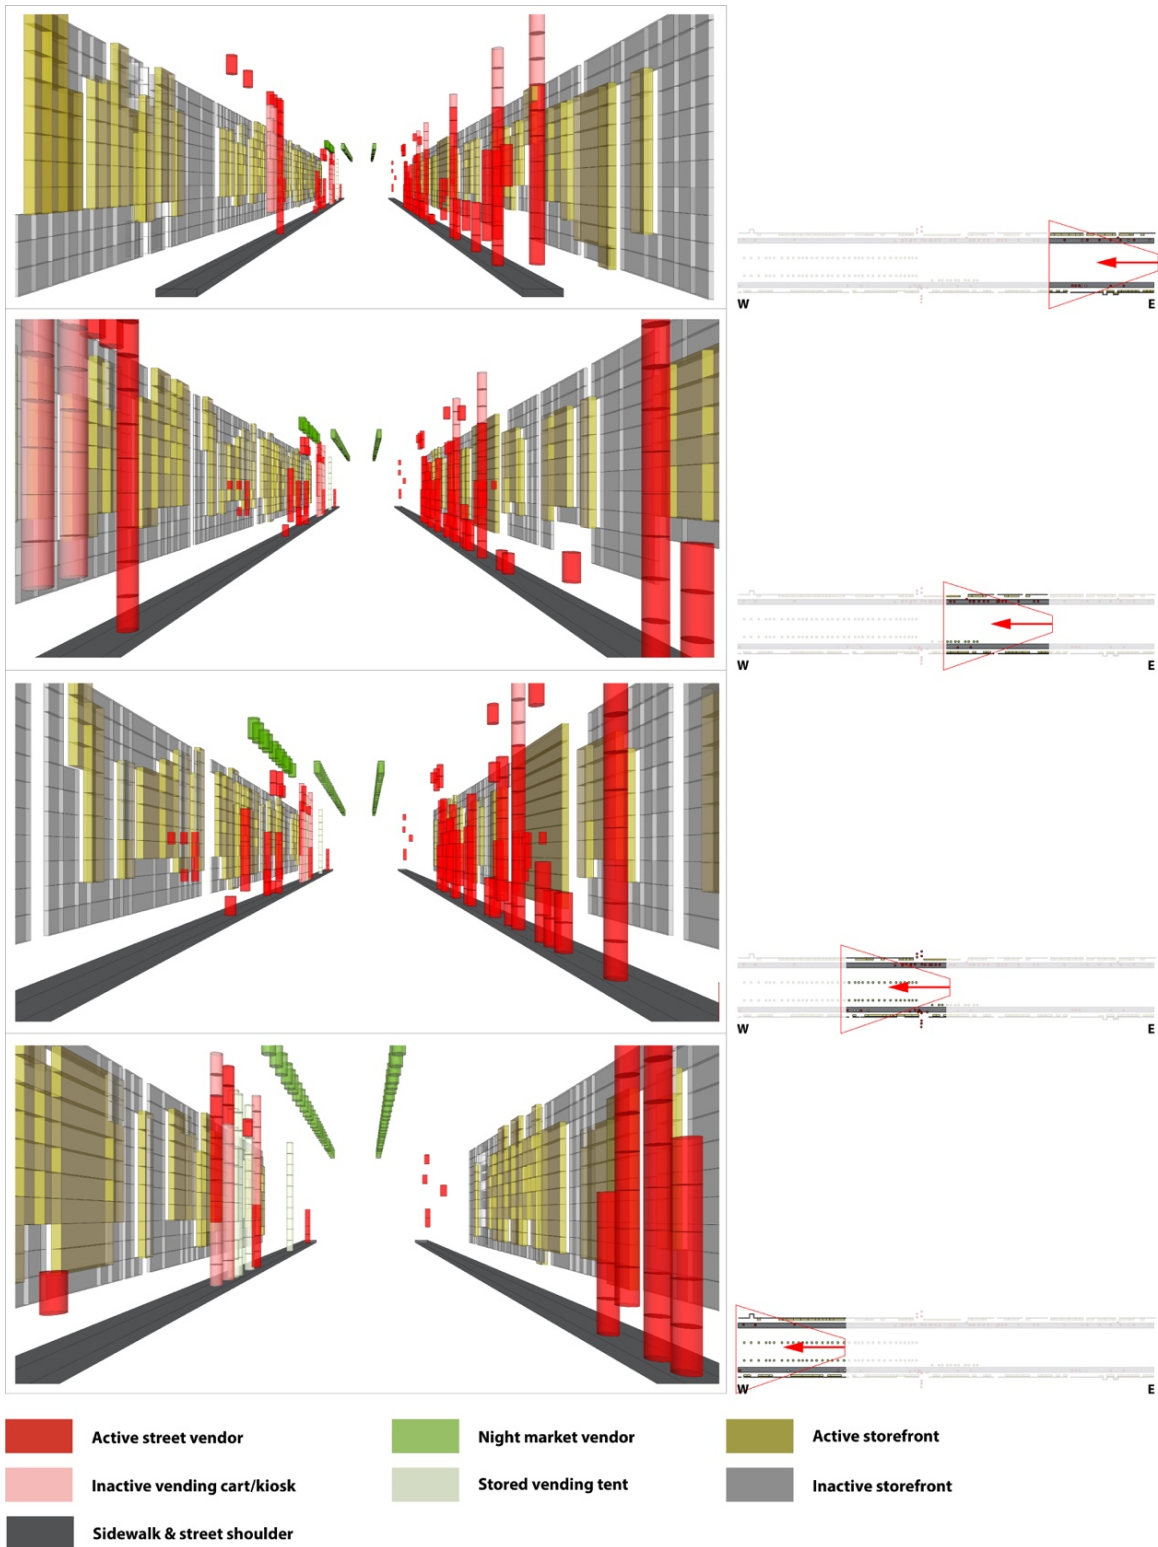 W E
W E
W E
W E
Active street vendor Night market vendor Active storefront
Inactive vending cart/kiosk Stored vending tent Inactive storefront
Sidewalk & street shoulder